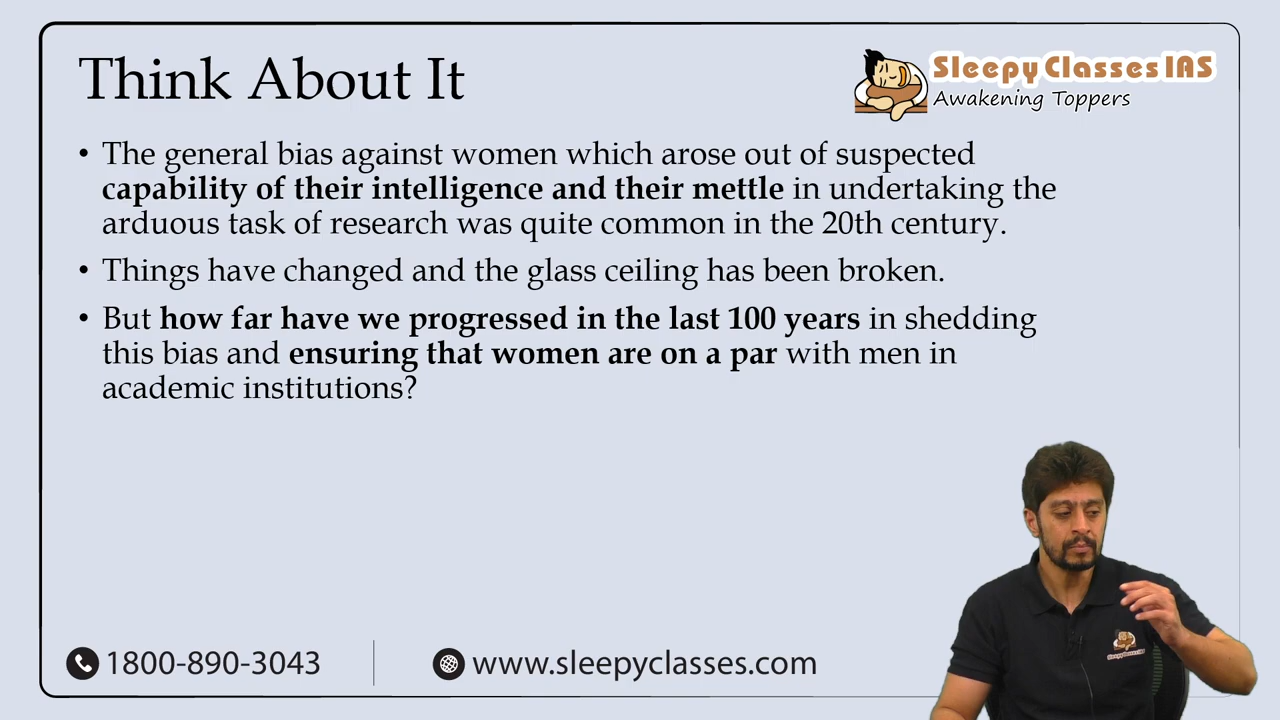 Think About It
Sleepy Classes IAS
Awakening Toppers
• The general bias against women which arose out of suspected
capability of their intelligence and their mettle in undertaking the
arduous task of research was quite common in the 20th century.
• Things have changed and the glass ceiling has been broken.
• But how far have we progressed in the last 100 years in shedding
this bias and ensuring that women are on a par with men in
academic institutions?
1800-890-3043
www.sleepyclasses.com